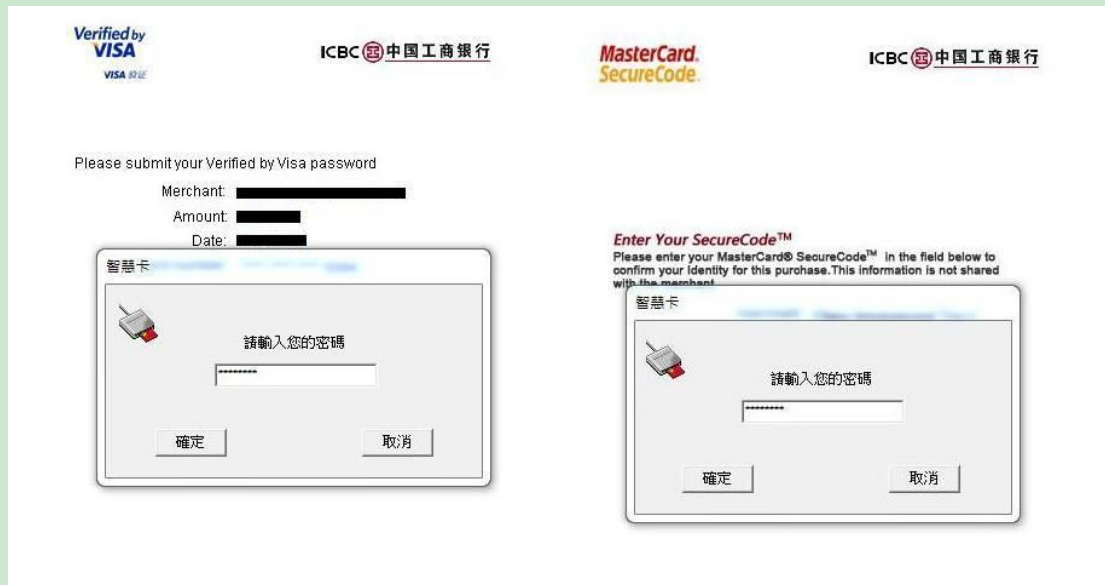 Verified by
VISA
VISA 验证
ICBC 中国工商银行
Please submit your Verified by Visa password
Merchant:
Amount:
Date:
智慧卡
請輸入您的密碼
********
確定
取消
MasterCard.
SecureCode.
ICBC 中国工商银行
Enter Your SecureCode™
Please enter your MasterCard® SecureCode™ in the field below to
confirm your Identity for this purchase.This information is not shared
with the merchant
智慧卡
請輸入您的密碼
********
確定
取消